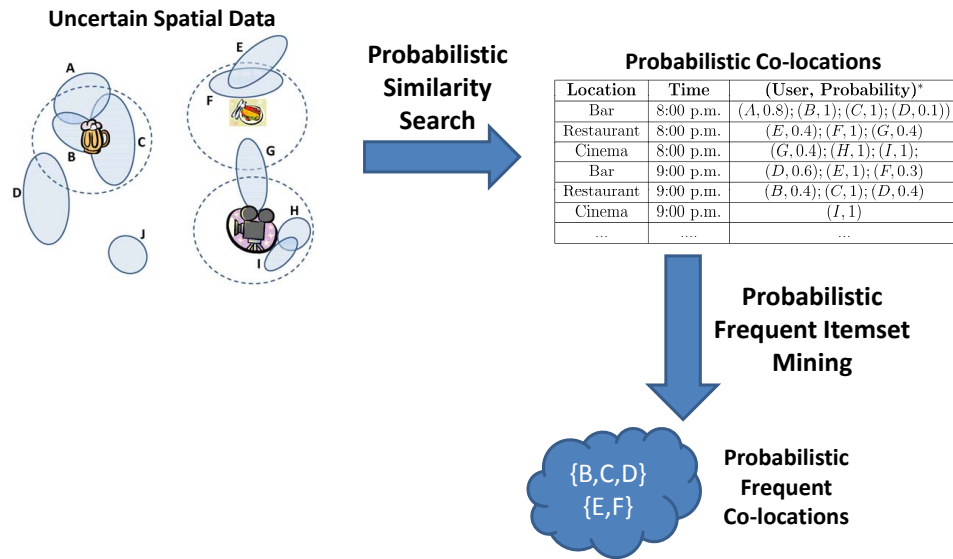 Uncertain Spatial Data
A
B
C
D
J
E
F
G
H
I
Probabilistic
Similarity
Search
Probabilistic Co-locations
Location Time (User, Probability)*
Bar 8:00 p.m. (A, 0.8); (B, 1); (C, 1); (D, 0.1))
Restaurant 8:00 p.m. (E, 0.4); (F, 1); (G, 0.4)
Cinema 8:00 p.m. (G, 0.4); (H, 1); (I, 1);
Bar 9:00 p.m. (D, 0.6); (E, 1); (F, 0.3)
Restaurant 9:00 p.m. (B, 0.4); (C, 1); (D, 0.4)
Cinema 9:00 p.m. (I, 1)
... .... ...
Probabilistic
Frequent Itemset
Mining
{B,C,D}
{E,F}
Probabilistic
Frequent
Co-locations